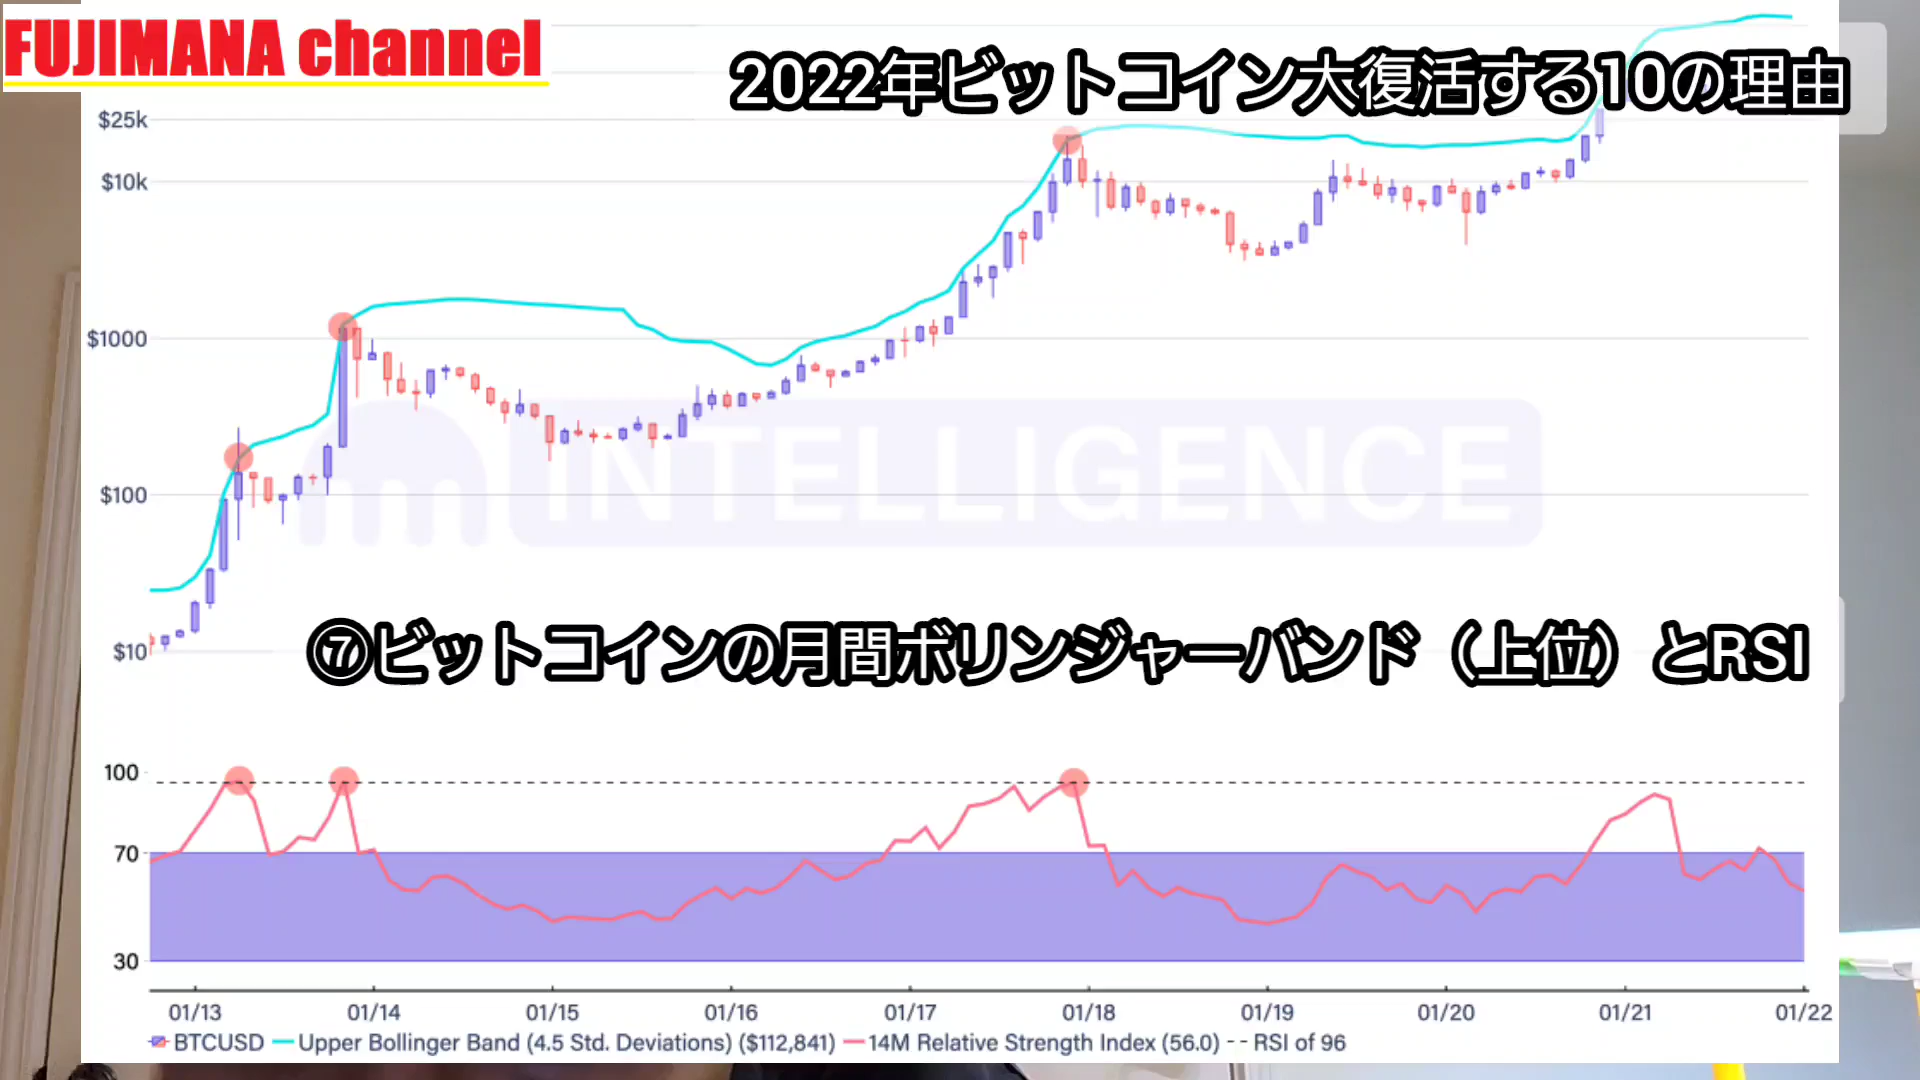 FUJIMANA channel
2022年ビットコイン大復活する10の理由
$25k
$10k
$1000
$100
$10
INTELLIGENCE
⑦ビットコインの月間ボリンジャーバンド（上位）とRSI
100
70
30
01/13 01/14 01/15 01/16 01/17 01/18 01/19 01/20 01/21 01/22
BTCUSD Upper Bollinger Band (4.5 Std. Deviations) ($112,841) 14M Relative Strength Index (56.0) -- RSI of 96